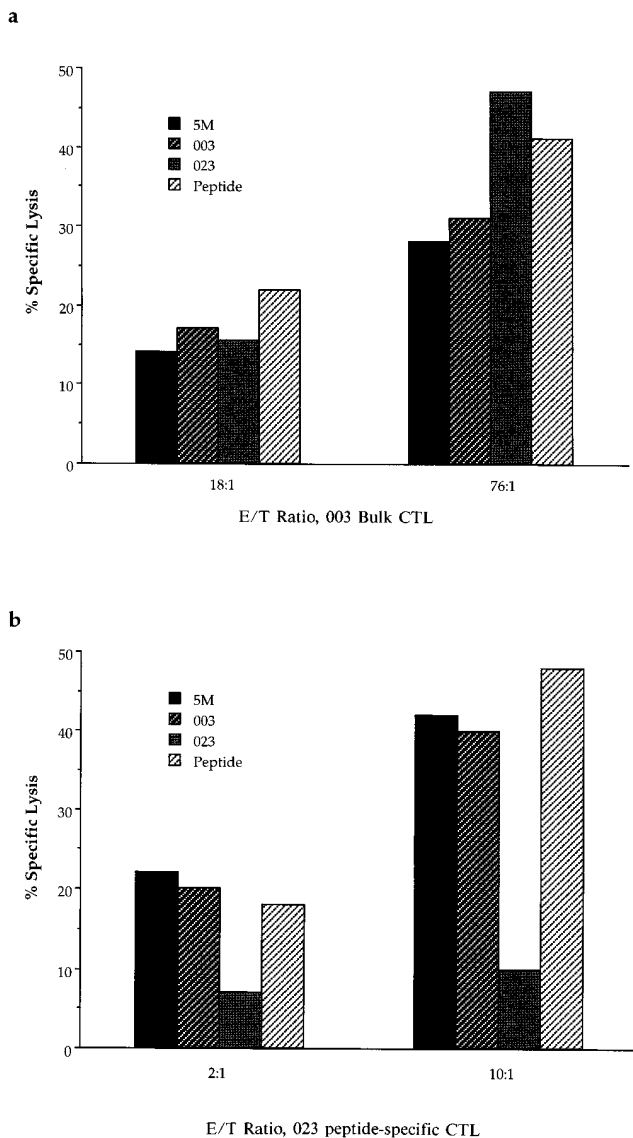 a
50
40
30
20
10
0
% Specific Lysis
5M
003
023
Peptide
18:1
76:1
E/T Ratio, 003 Bulk CTL
b
50
40
30
20
10
0
% Specific Lysis
5M
003
023
Peptide
2:1
10:1
E/T Ratio, 023 peptide-specific CTL